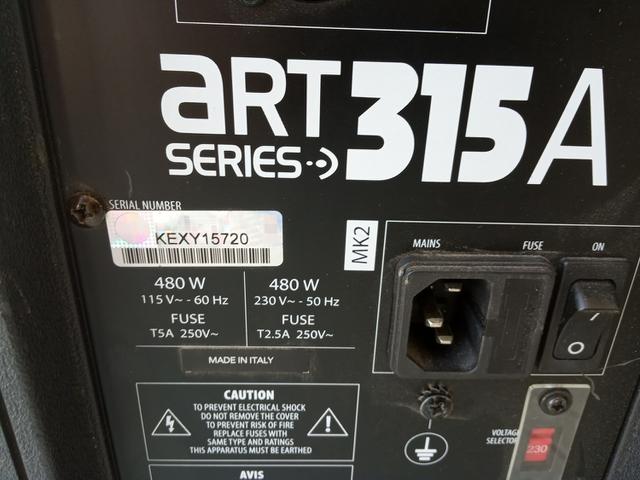 ART 315A
SERIES
SERIAL NUMBER
KEXY15720
MK2
MAINS
FUSE
ON
480 W
115 V~ - 60 Hz
FUSE
T5A 250V~
480 W
230 V~ - 50 Hz
FUSE
T2.5A 250V~
MADE IN ITALY
CAUTION
TO PREVENT ELECTRICAL SHOCK
DO NOT REMOVE THE COVER
TO PREVENT RISK OF FIRE
REPLACE FUSES WITH
SAME TYPE AND RATINGS
THIS APPARATUS MUST BE EARTHED
VOLTAGE
SELECTOR
230
AVIS